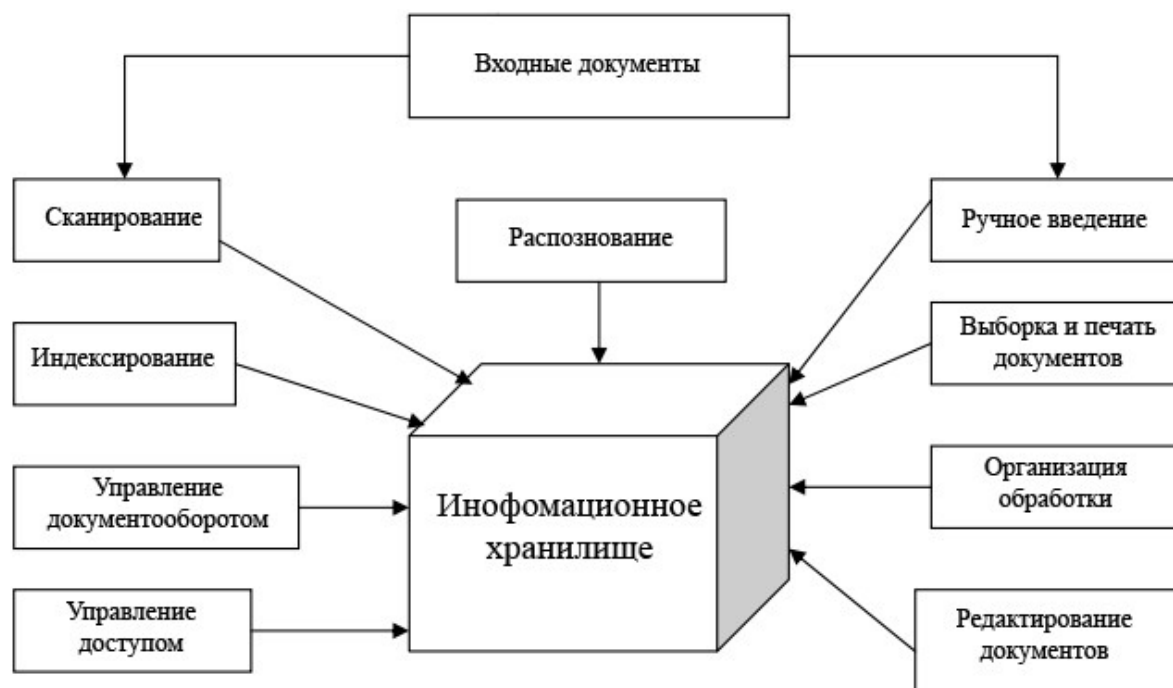 Входные документы
Сканирование
Распознование
Ручное введение
Индексирование
Выборка и печать
документов
Управление
документооборотом
Инофомационное
хранилище
Организация
обработки
Управление
доступом
Редактирование
документов